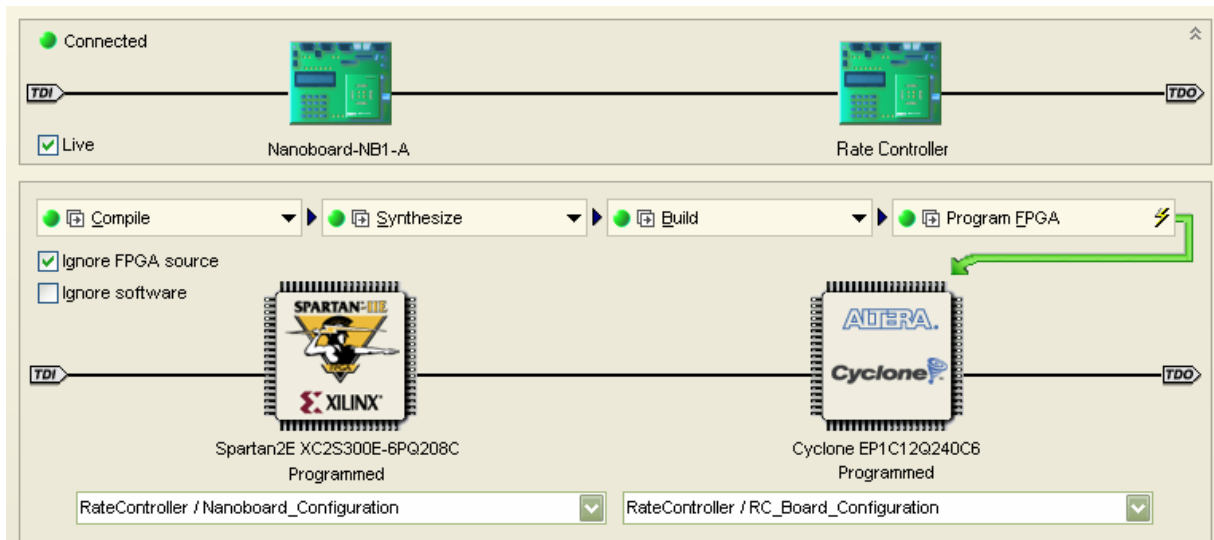 Connected
TDI
TDO
Live
Nanoboard-NB1-A
Rate Controller
Compile
Synthesize
Build
Program FPGA
Ignore FPGA source
Ignore software
SPARTAN-IIE
FPGA
XILINX
ALTERA.
Cyclone
TDI
TDO
Spartan2E XC2S300E-6PQ208C
Programmed
Cyclone EP1C12Q240C6
Programmed
RateController / Nanoboard_Configuration
RateController / RC_Board_Configuration